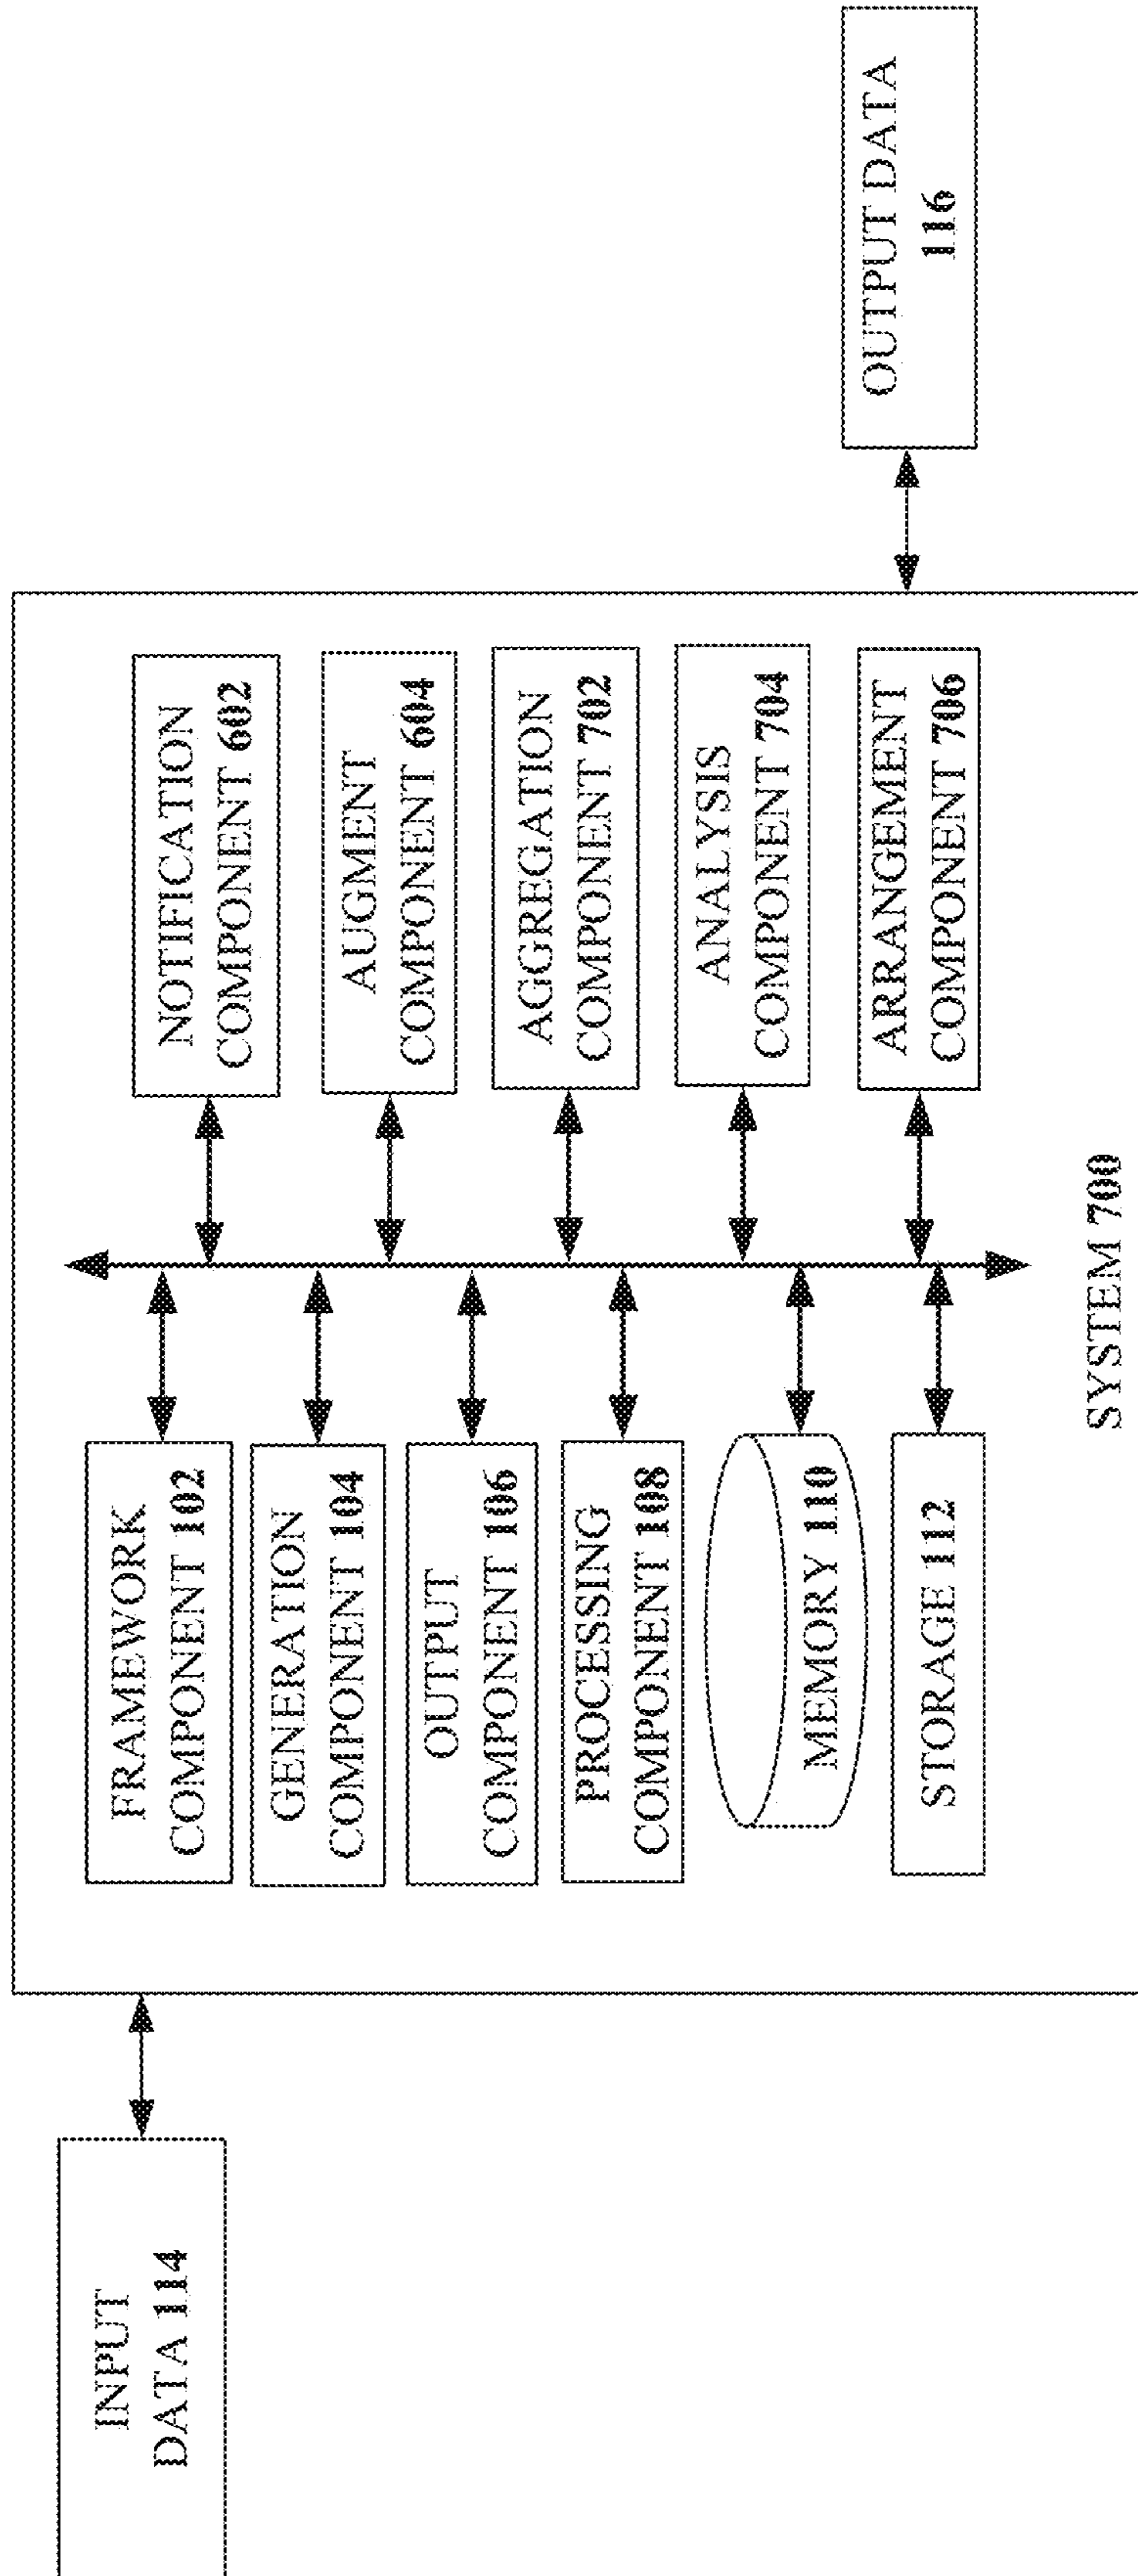 INPUT
DATA 114
FRAMEWORK
COMPONENT 102
GENERATION
COMPONENT 104
OUTPUT
COMPONENT 106
PROCESSING
COMPONENT 108
MEMORY 110
STORAGE 112
NOTIFICATION
COMPONENT 602
AUGMENT
COMPONENT 604
AGGREGATION
COMPONENT 702
ANALYSIS
COMPONENT 704
ARRANGEMENT
COMPONENT 706
SYSTEM 700
OUTPUT DATA
116